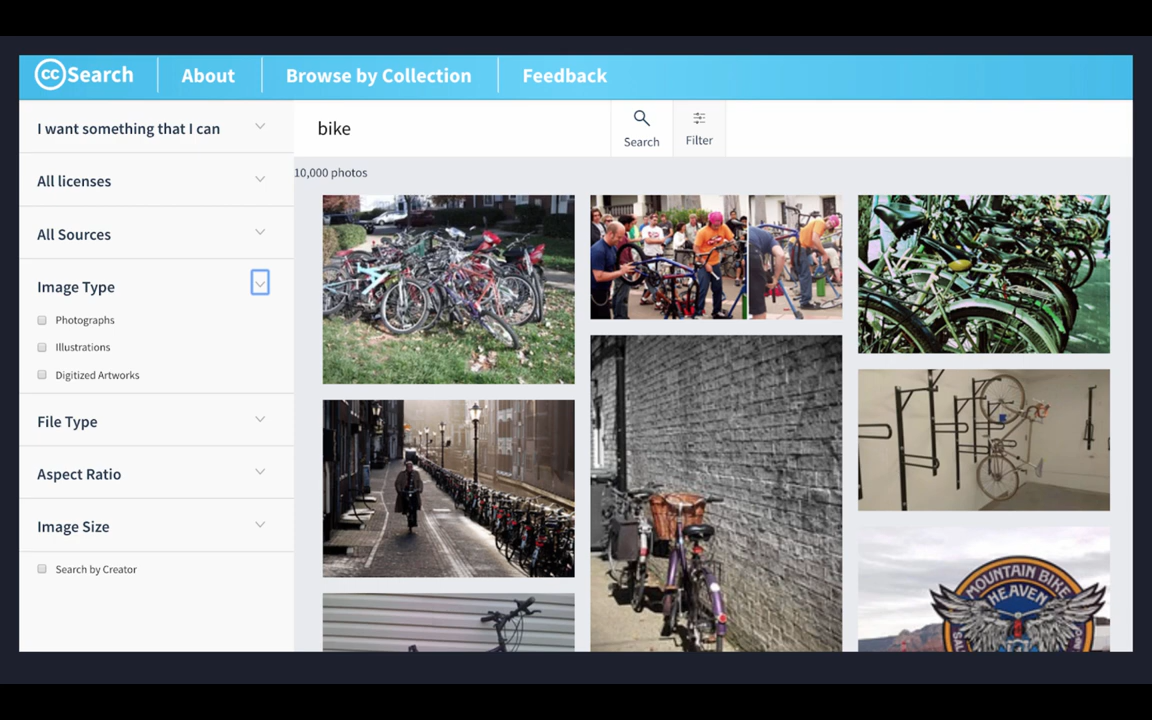 cc Search
About
Browse by Collection
Feedback
I want something that I can
All licenses
All Sources
Image Type
Photographs
Illustrations
Digitized Artworks
File Type
Aspect Ratio
Image Size
Search by Creator
bike
Search
Filter
10,000 photos
MOUNTAIN BIKE
HEAVEN